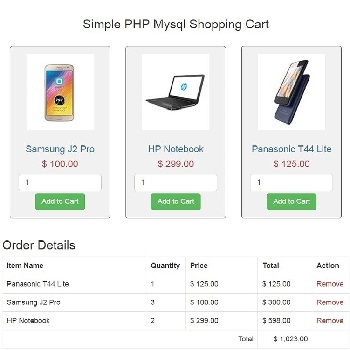 Simple PHP Mysql Shopping Cart
Samsung J2 Pro
$ 100.00
1
Add to Cart
HP Notebook
$ 299.00
1
Add to Cart
Panasonic T44 Lite
$ 125.00
1
Add to Cart
Order Details
Item Name Quantity Price Total Action
Panasonic T44 Lite 1 $ 125.00 $ 125.00 Remove
Samsung J2 Pro 3 $ 100.00 $ 300.00 Remove
HP Notebook 2 $ 299.00 $ 598.00 Remove
Total $ 1,023.00